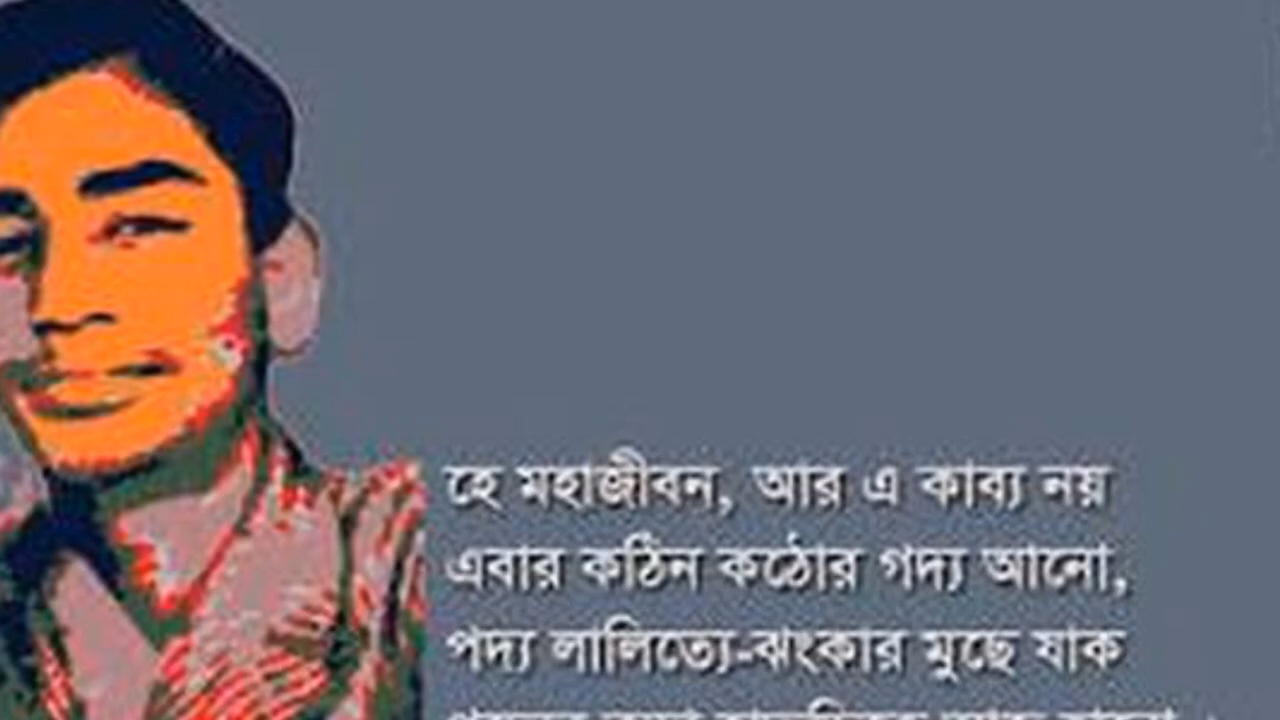 হে মহাজীবন, আর এ কাব্য নয়
এবার কঠিন কঠোর গদ্য আনো,
পদ্য লালিত্যে-ঝংকার মুছে যাক